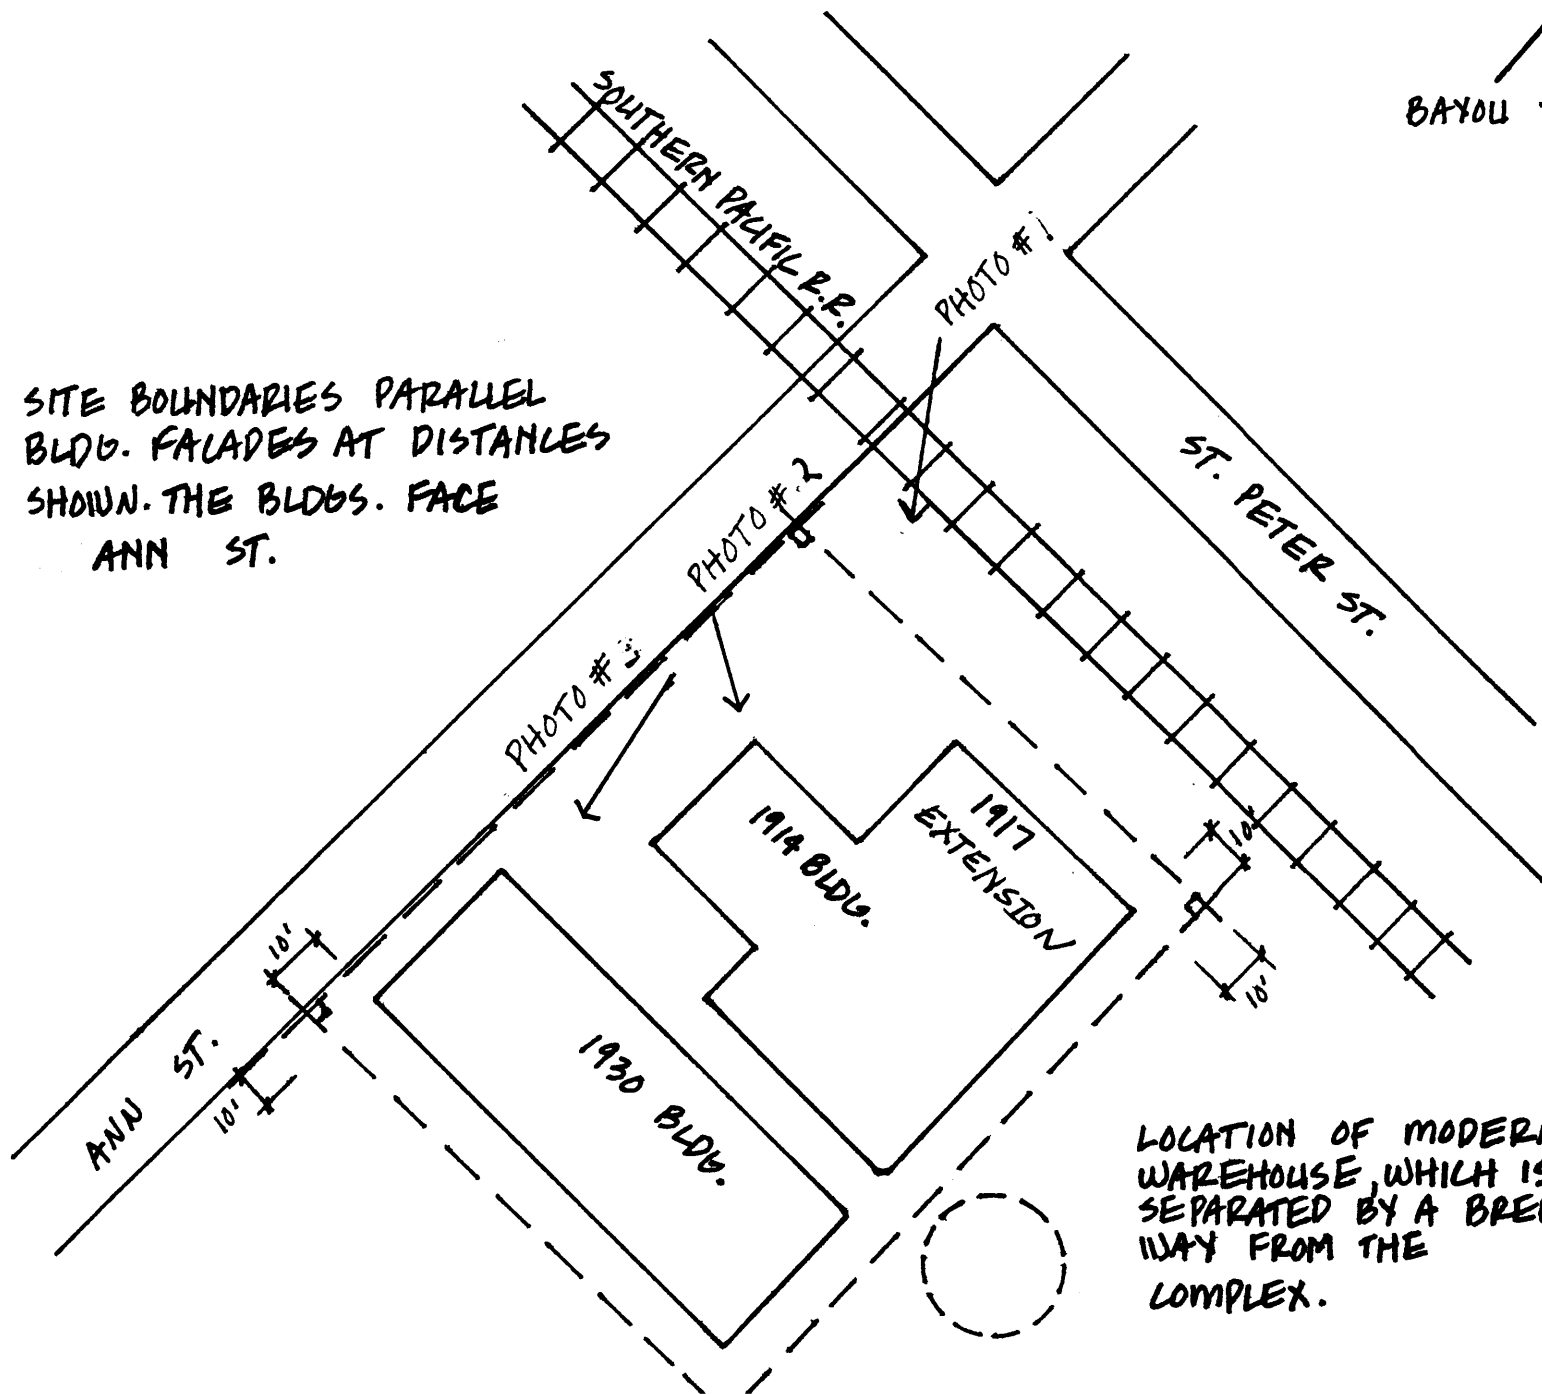 BAYOU
SOUTHERN PACIFIC R.R.
PHOTO # 1
SITE BOUNDARIES PARALLEL
BLDG. FACADES AT DISTANCES
SHOWN. THE BLDGS. FACE
ANN ST.
ST. PETER ST.
PHOTO #.2
PHOTO # 3
1914 BLDG.
1917
EXTENSION
10'
10'
10'
10'
ANN ST.
1930 BLDG.
LOCATION OF MODERN
WAREHOUSE, WHICH IS
SEPARATED BY A
WAY FROM THE
COMPLEX.